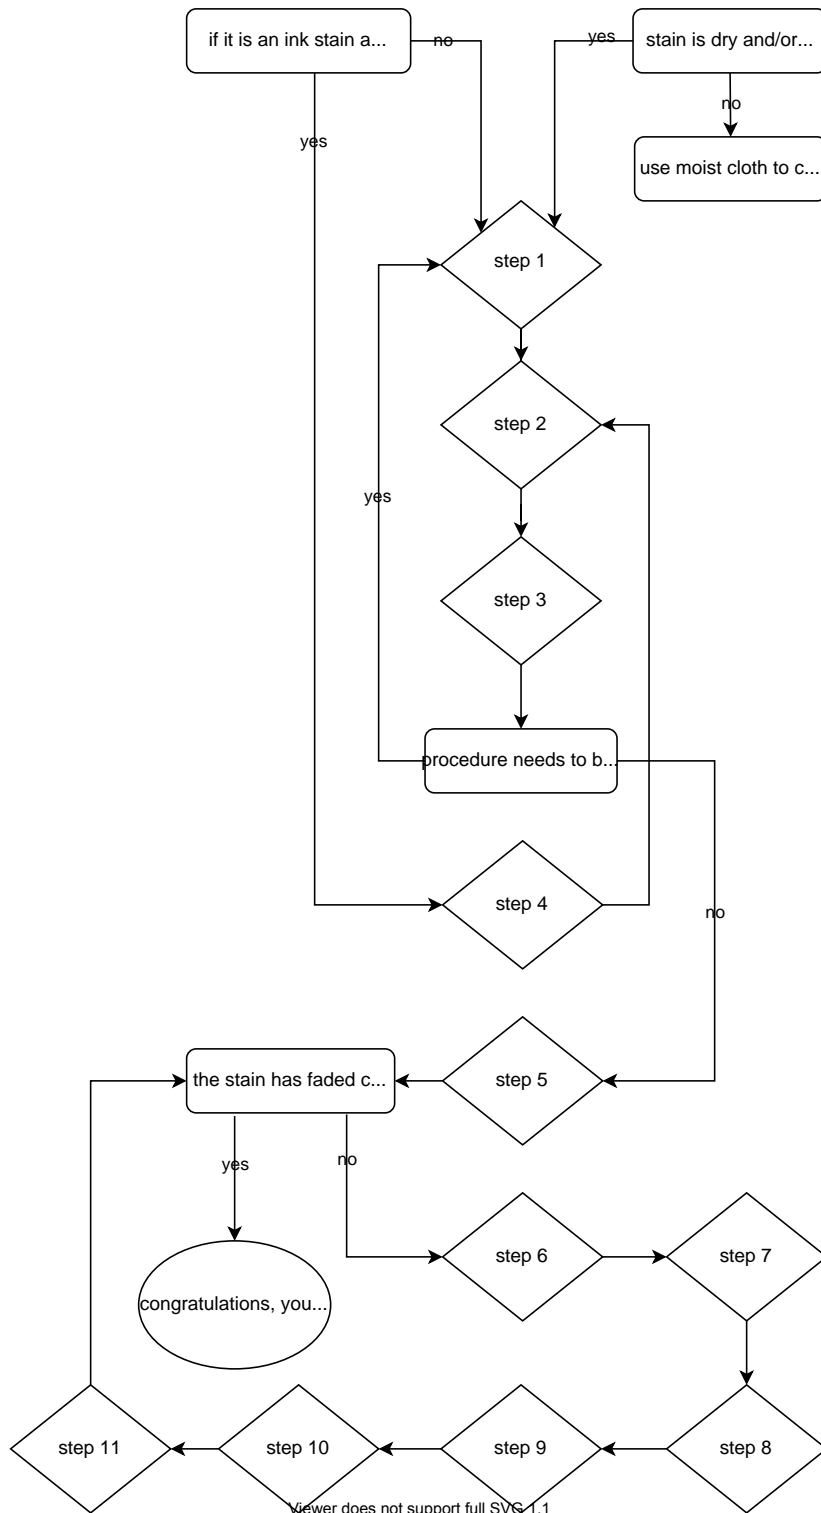 if it is an ink stain a...
no
yes
stain is dry and/or...
no
yes
use moist cloth to c...
step 1
step 2
yes
step 3
procedure needs to b...
step 4
no
the stain has faded c...
step 5
yes
no
step 6
step 7
congratulations, you...
step 11
step 10
step 9
step 8
Viewer does not support full SVG 1.1